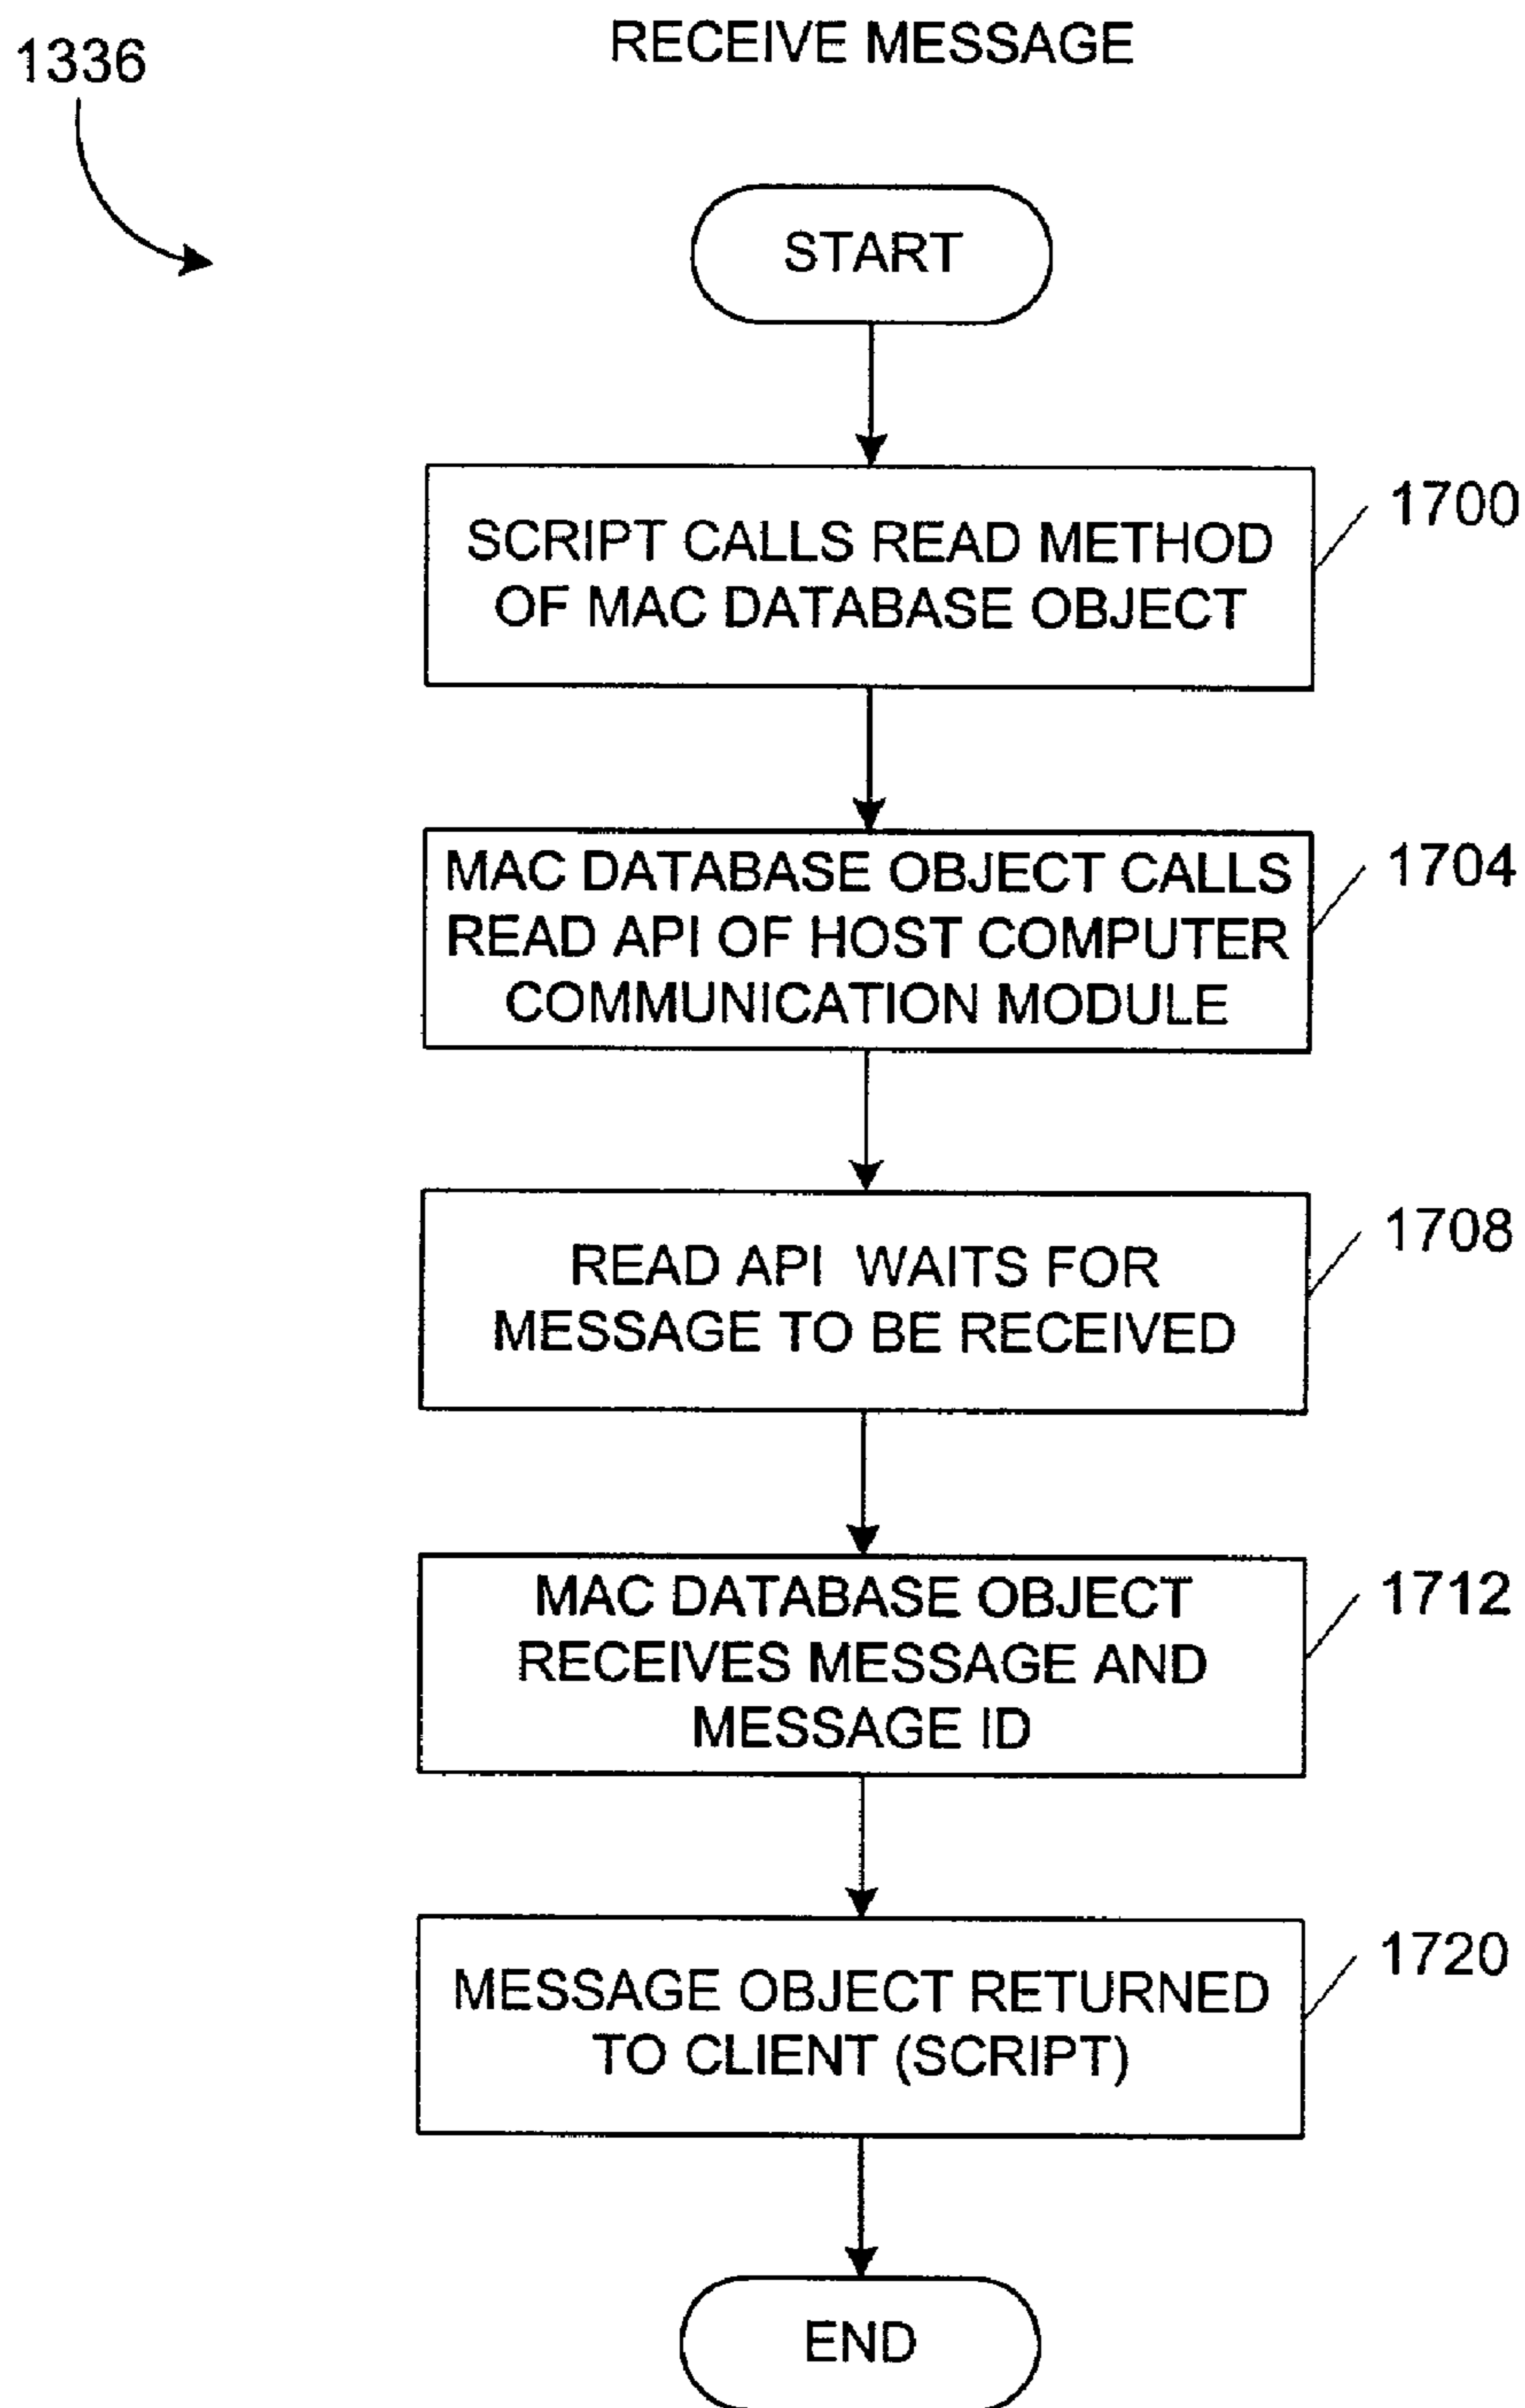 RECEIVE MESSAGE
1336
START
SCRIPT CALLS READ METHOD
OF MAC DATABASE OBJECT
1700
MAC DATABASE OBJECT CALLS
READ API OF HOST COMPUTER
COMMUNICATION MODULE
1704
READ API WAITS FOR
MESSAGE TO BE RECEIVED
1708
MAC DATABASE OBJECT
RECEIVES MESSAGE AND
MESSAGE ID
1712
MESSAGE OBJECT RETURNED
TO CLIENT (SCRIPT)
1720
END